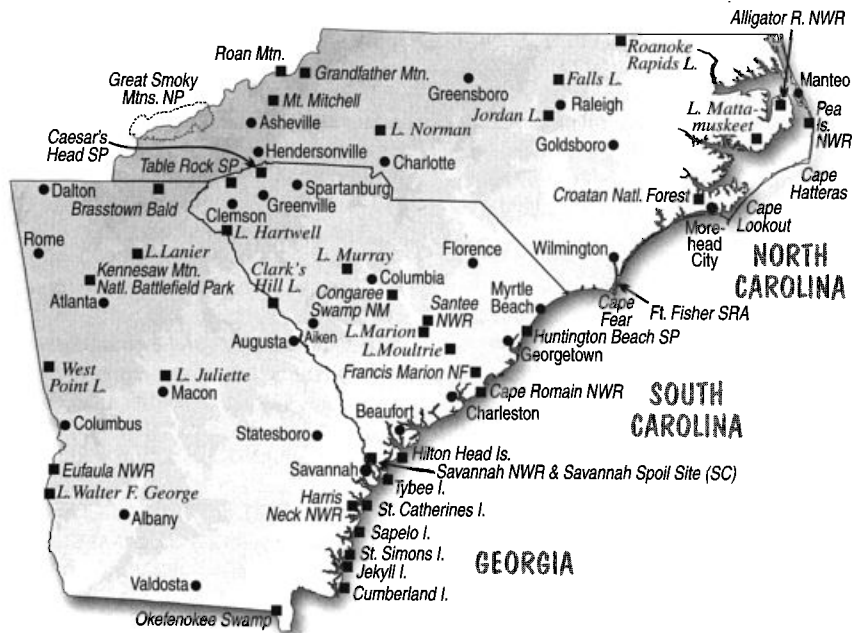 Alligator R. NWR
Roan Mtn.
Roanoke
Rapids L.
Great Smoky
Mtns. NP
Grandfather Mtn.
Falls L.
Manteo
Mt. Mitchell
Greensboro
Raleigh
Jordan L.
L. Matta-
muskeet
Pea
Is.
NWR
Asheville
L. Norman
Caesar's
Head SP
Hendersonville
Goldsboro
Table Rock SP
Charlotte
Cape
Hatteras
Dalton
Brasstown Bald
Spartanburg
Clemson
Greenville
Croatan Natl. Forest
Cape
Lookout
More-
head
City
NORTH
CAROLINA
Rome
L. Lanier
L. Hartwell
L. Murray
Florence
Wilmington
Kennesaw Mtn.
Natl. Battlefield Park
Clark's
Hill L.
Columbia
Atlanta
Congaree
Swamp NM
Santee
NWR
Myrtle
Beach
Cape
Fear
Ft. Fisher SRA
Augusta
Aiken
L. Marion
L. Moultrie
Huntington Beach SP
Georgetown
West
Point L.
L. Juliette
Macon
Francis Marion NF
Cape Romain NWR
SOUTH
CAROLINA
Columbus
Statesboro
Beaufort
Charleston
Hilton Head Is.
Eufaula NWR
Savannah
Savannah NWR & Savannah Spoil Site (SC)
Tybee I.
L. Walter F. George
Harris
Neck NWR
St. Catherines I.
Albany
Sapelo I.
St. Simons I.
GEORGIA
Jekyll I.
Valdosta
Cumberland I.
Okefenokee Swamp